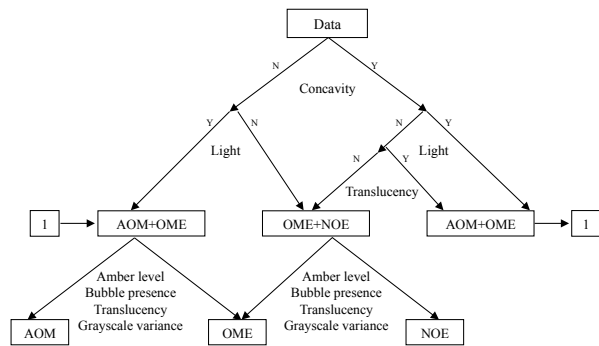 Data
N
Y
Concavity
Y
N
N
Y
Light
N
Y
Light
Translucency
1
AOM+OME
OME+NOE
AOM+OME
1
Amber level
Bubble presence
Translucency
Grayscale variance
Amber level
Bubble presence
Translucency
Grayscale variance
AOM
OME
NOE